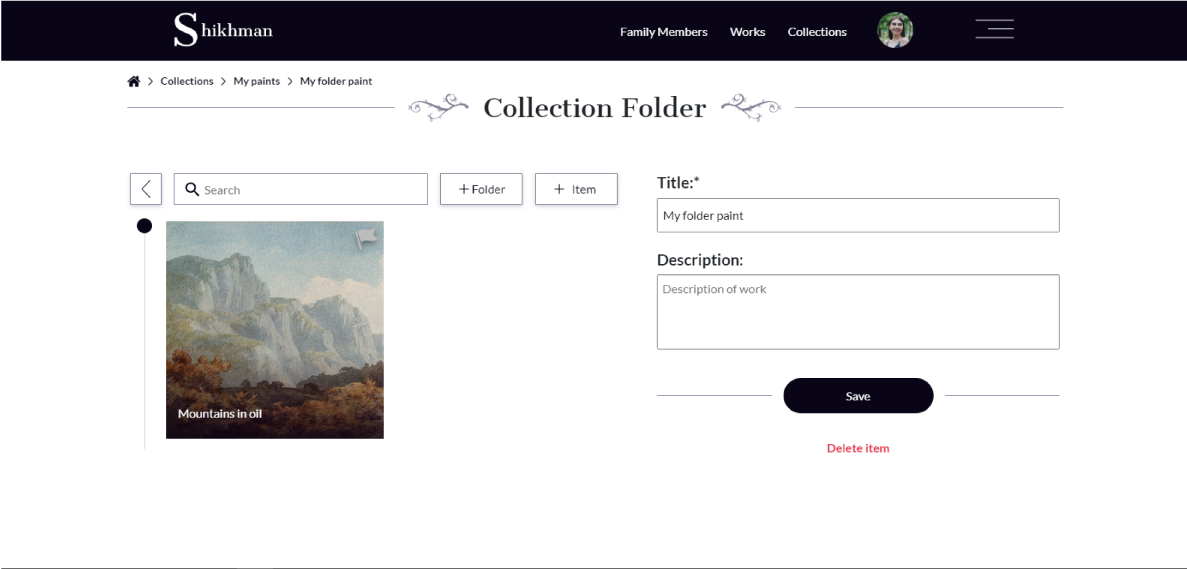 Shikhman
Family Members Works Collections
Collections > My paints > My folder paint
Collection Folder
Search
+ Folder
+ Item
Mountains in oil
Title:*
My folder paint
Description:
Description of work
Save
Delete item